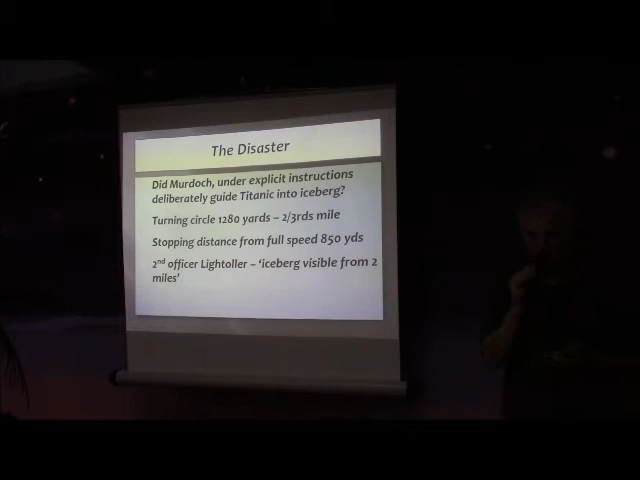 The Disaster
Did Murdoch, under explicit instructions
deliberately guide Titanic into iceberg?
Turning circle 1280 yards – 2/3rds mile
Stopping distance from full speed 850 yds
2nd officer Lightoller – 'iceberg visible from 2
miles'